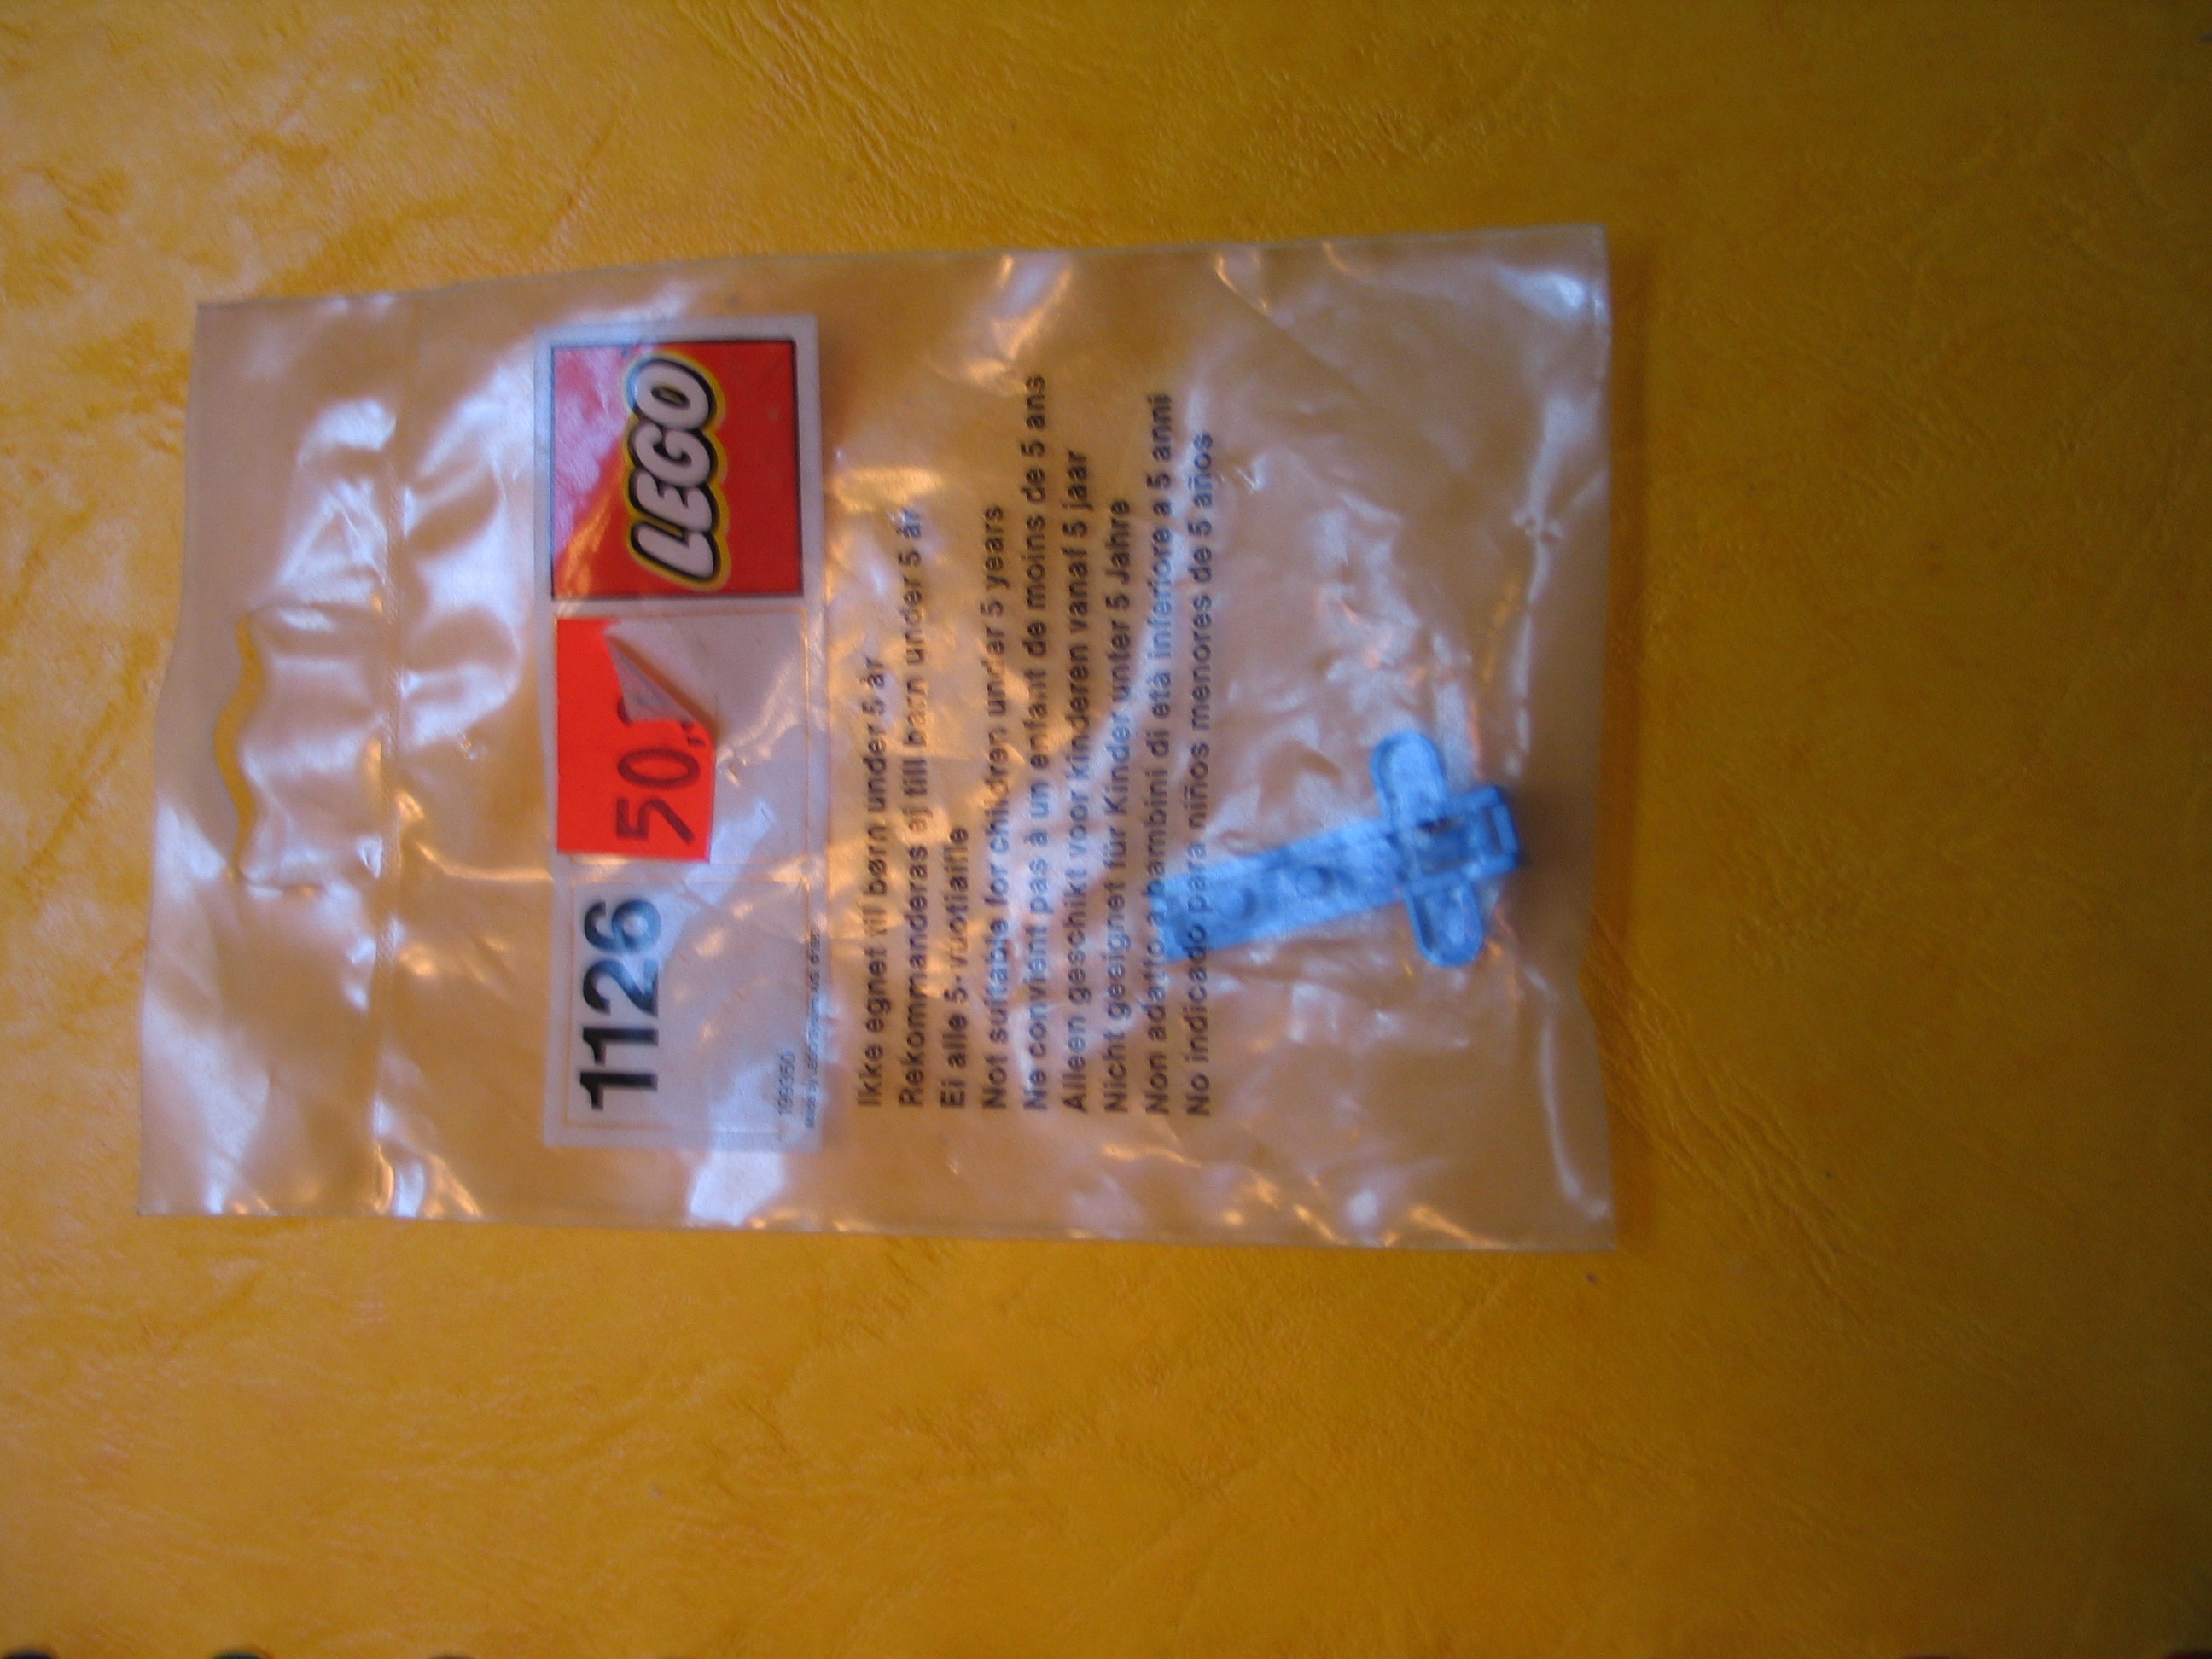 1126
50,
LEGO
199350
Ikke egnet til børn under 5 år
Rekommanderas ej till barn under 5 år
Ei alle 5-vuotiaille
Not suitable for children under 5 years
Ne convient pas à un enfant de moins de 5 ans
Alleen geschikt voor kinderen vanaf 5 jaar
Nicht geeignet für Kinder unter 5 Jahre
Non adatto a bambini di età inferiore a 5 anni
No indicado para niños menores de 5 años